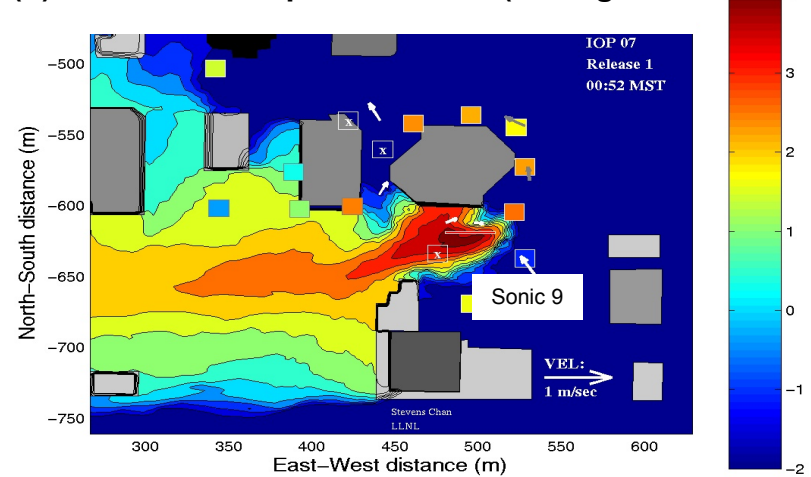 IOP 07
Release 1
00:52 MST
−500
−550
−600
−650
−700
−750
North−South distance (m)
x
x
x
Sonic 9
VEL:
1 m/sec
Stevens Chan
LLNL
300
350
400
450
500
550
600
East−West distance (m)
3
2
1
0
−1
−2